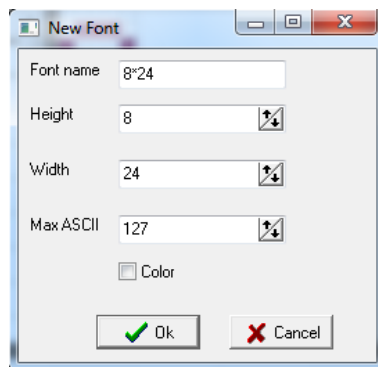 New Font
Font name 8*24
Height 8
Width 24
Max ASCII 127
Color
Ok Cancel